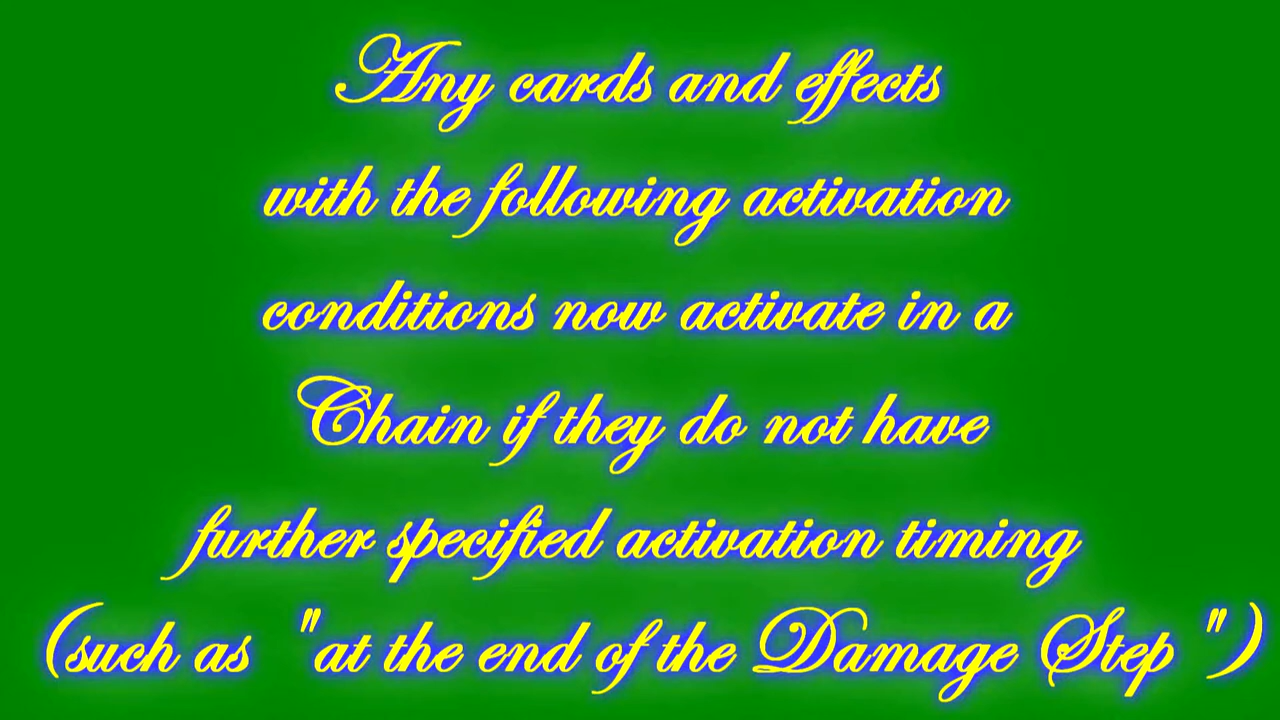 Any cards and effects
with the following activation
conditions now activate in a
Chain if they do not have
further specified activation timing
(such as "at the end of the Damage Step")